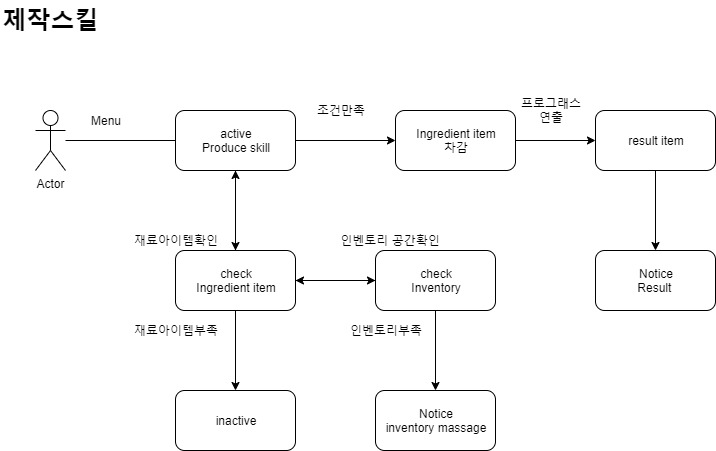 제작스킬
Menu
Actor
active
Produce skill
조건만족
Ingredient item
차감
프로그래스
연출
result item
재료아이템확인
인벤토리 공간확인
check
Ingredient item
check
Inventory
Notice
Result
재료아이템부족
인벤토리부족
inactive
Notice
inventory massage